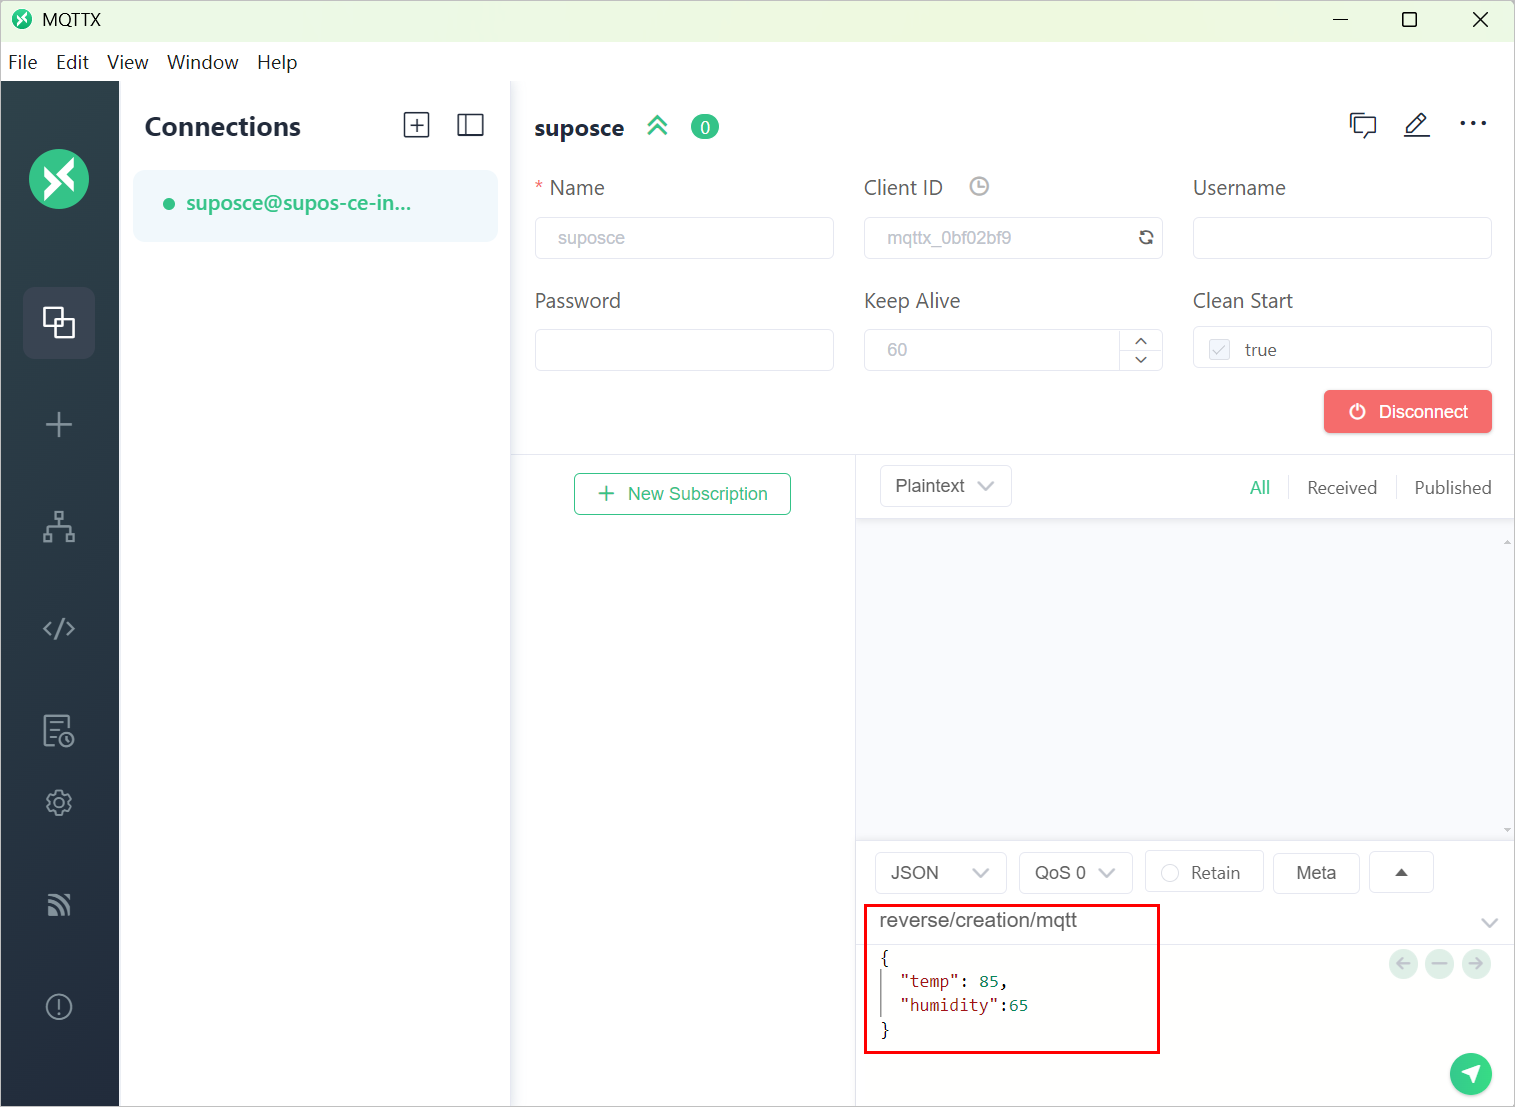 MQTTX
File Edit View Window Help
Connections
suposce@supos-ce-in...
suposce 0
* Name
suposce
Client ID
mqttx_0bf02bf9
Username
Password
Keep Alive
60
Clean Start
true
Disconnect
+ New Subscription
Plaintext
All Received Published
JSON QoS 0 Retain Meta
reverse/creation/mqtt
{
"temp": 85,
"humidity":65
}